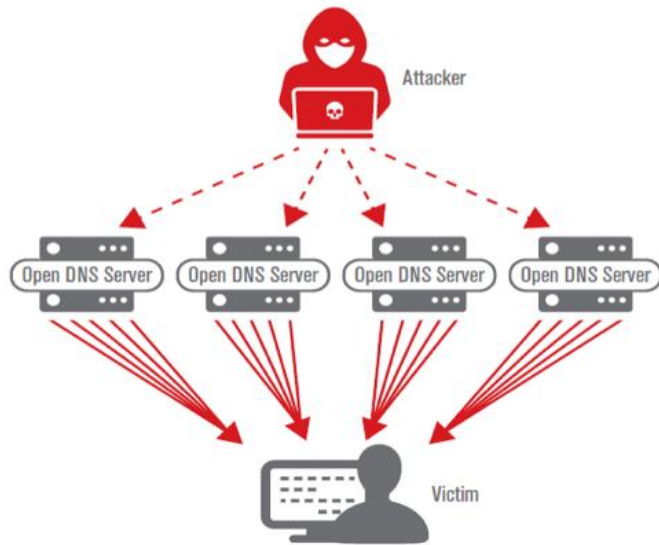 Attacker
Open DNS Server
Open DNS Server
Open DNS Server
Open DNS Server
Victim